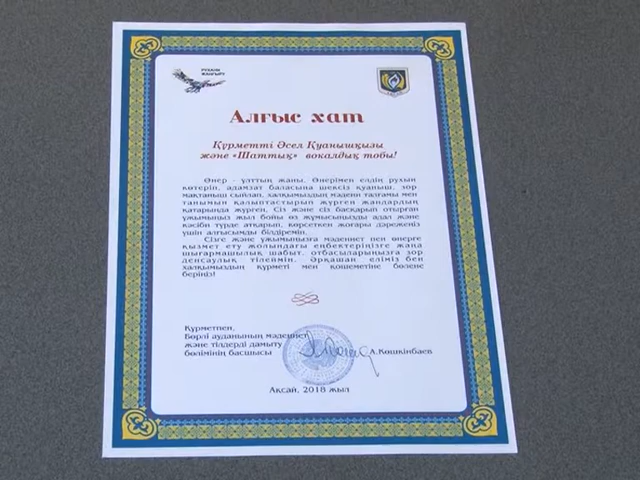 РУХАНИ
ЖАҢҒЫРУ
Алғыс хат
Құрметті Әсел Қуанышқызы
және «Шаттық» вокалдық тобы!
Өнер - ұлттың жаны. Өнерімен елдің рухын
көтеріп, адамзат баласына шексіз қуаныш, зор
мақтаныш сыйлап, халқымыздың мәдени талғамы мен
танымын қалыптастырып жүрген жандардың
қатарында жүрген, Сіз және сіз басқарып отырған
ұжымыңыз жыл бойы өз жұмысыңызды адал және
кәсіби түрде атқарып, көрсеткен жоғары дәрежеңіз
үшін алғысымды білдіремін.
Сізге және ұжымыңызға мәдениет пен өнерге
қызмет ету жолындағы еңбектеріңізге жаңа
шығармашылық шабыт, отбасыларыңызға зор
денсаулық тілеймін. Әрқашан еліміз бен
халқымыздың құрметі мен қошеметіне бөлене
беріңіз!
Құрметпен,
Бөрлі ауданының мәдениет
және тілдерді дамыту
бөлімінің басшысы А.Көшкінбаев
Ақсай, 2018 жыл